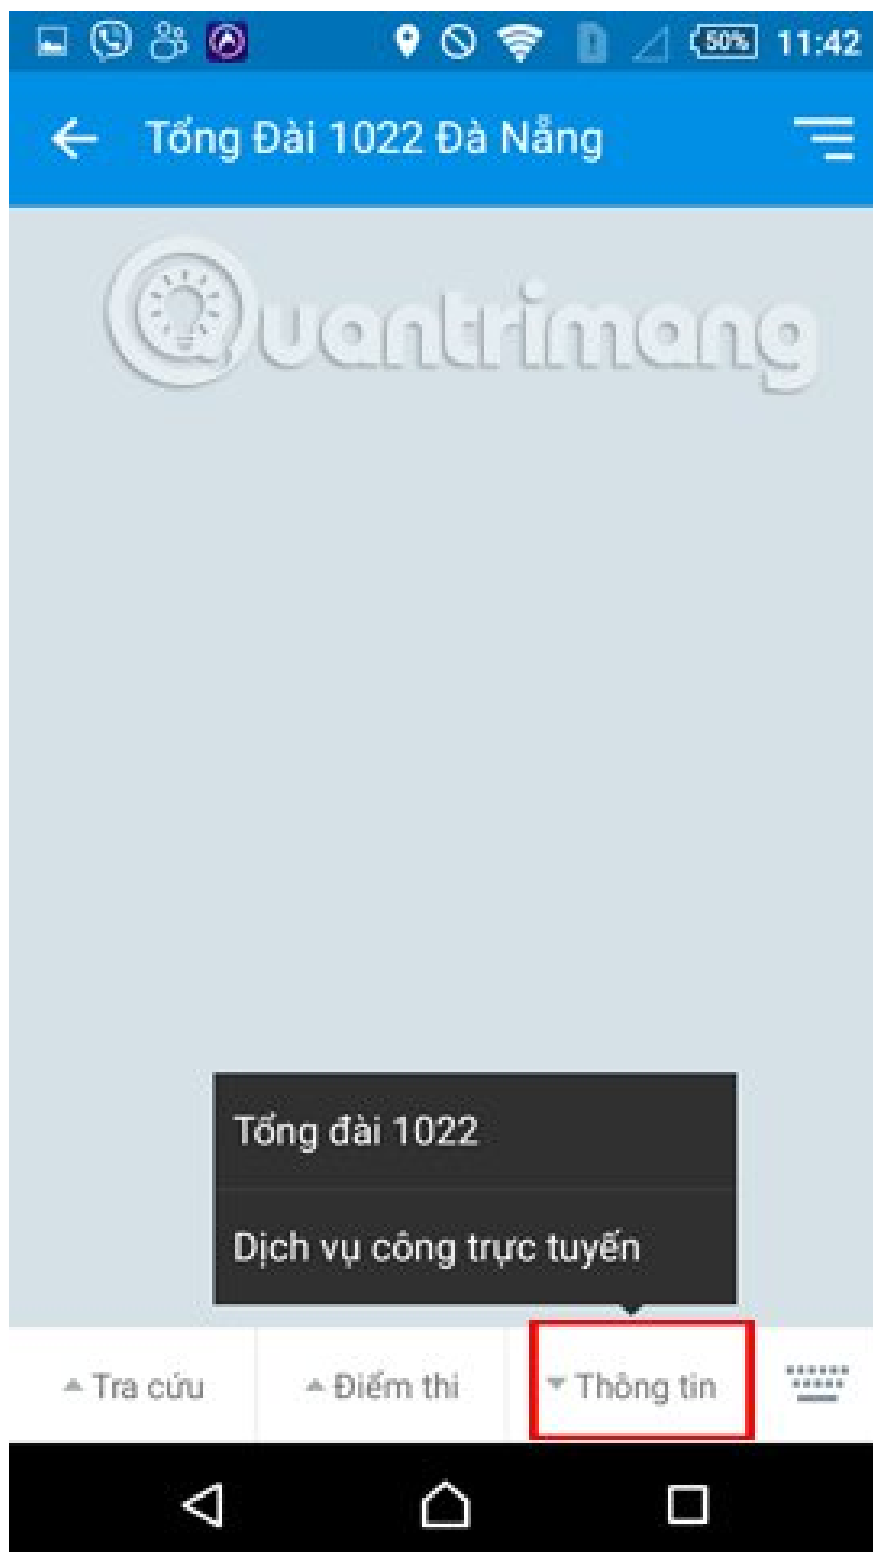 50% 11:42
Tổng Đài 1022 Đà Nẵng
Quantrimang
Tổng đài 1022
Dịch vụ công trực tuyến
Tra cứu Điểm thi Thông tin